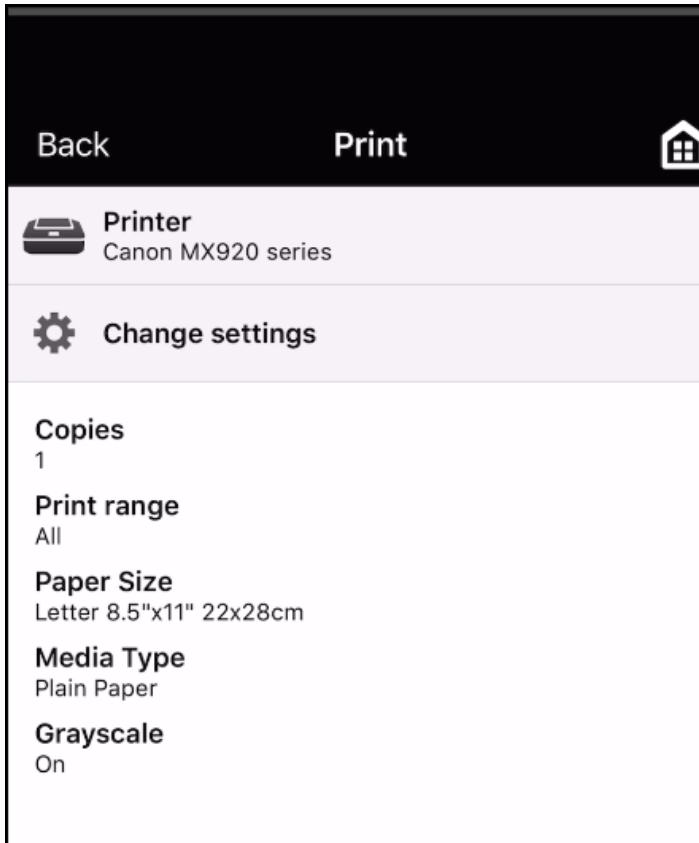 Back
Print
Printer
Canon MX920 series
Change settings
Copies
1
Print range
All
Paper Size
Letter 8.5"x11" 22x28cm
Media Type
Plain Paper
Grayscale
On